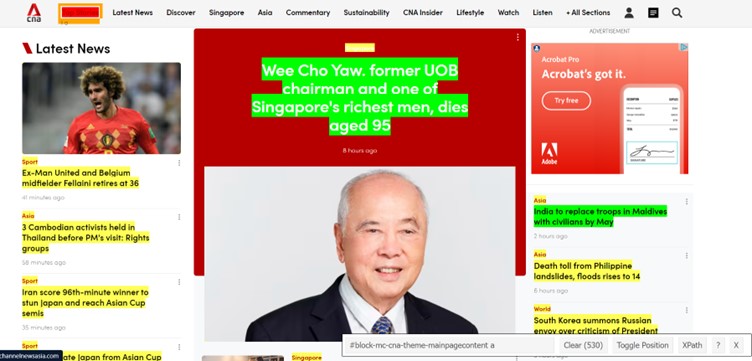 cna
Latest News
Discover
Singapore
Asia
Commentary
Sustainability
CNA Insider
Lifestyle
Watch
Listen
+ All Sections
Latest News
Sport
Ex-Man United and Belgium
midfielder Fellaini retires at 36
41 minutes ago
Asia
3 Cambodian activists held in
Thailand before PM's visit: Rights
groups
58 minutes ago
Sport
Iran score 96th-minute winner to
stun Japan and reach Asian Cup
semis
35 minutes ago
Sport
ate Japan from Asian Cup
channelnewsasia.com
Wee Cho Yaw, former UOB
chairman and one of
Singapore's richest men, dies
aged 95
8 hours ago
Singapore
ADVERTISEMENT
Acrobat Pro
Acrobat's got it.
Try free
Adobe
Asia
India to replace troops in Maldives
with civilians by May
2 hours ago
Asia
Death toll from Philippine
landslides, floods rises to 14
8 hours ago
World
South Korea summons Russian
envoy over criticism of President
#block-mc-cna-theme-mainpagecontent a
Clear (530)
Toggle Position
XPath
?
X